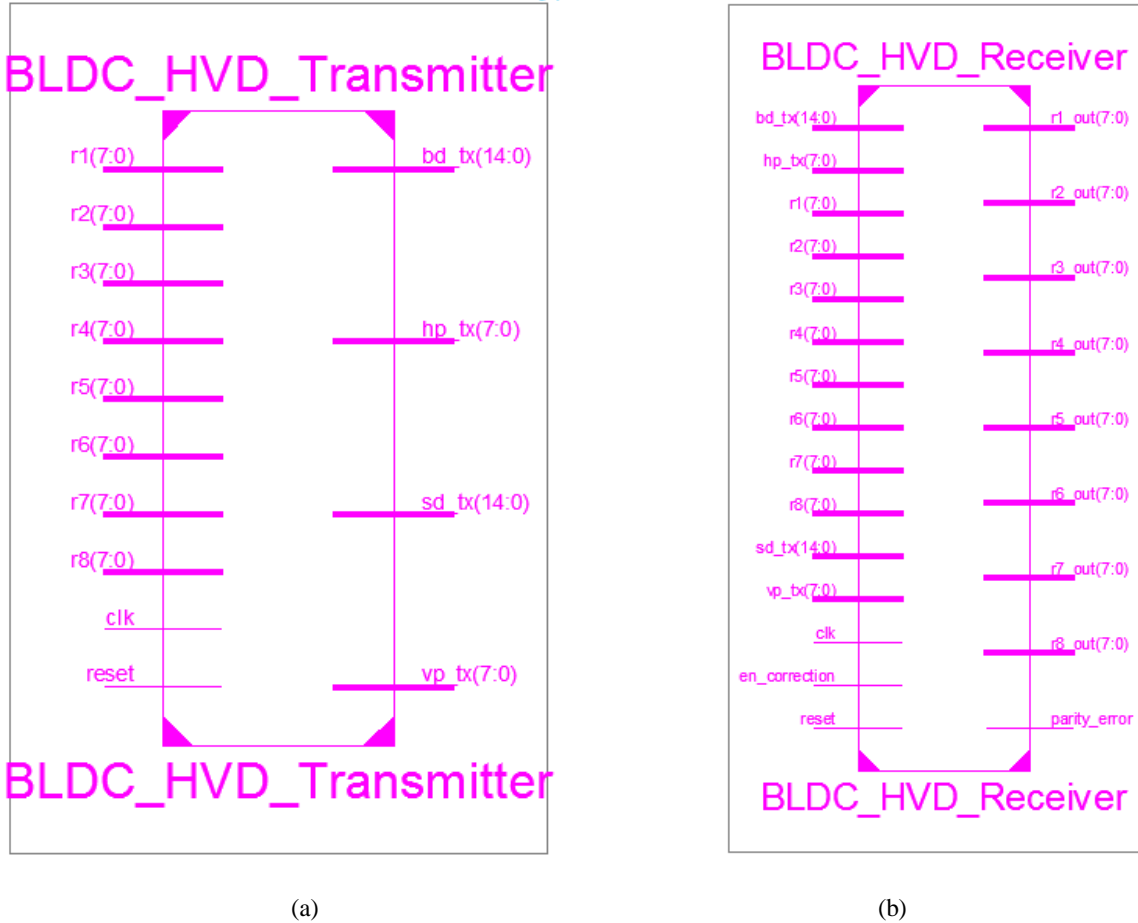 BLDC_HVD_Transmitter
r1(7:0)
r2(7:0)
r3(7:0)
r4(7:0)
r5(7:0)
r6(7:0)
r7(7:0)
r8(7:0)
clk
reset
bd_tx(14:0)
hp_tx(7:0)
sd_tx(14:0)
vp_tx(7:0)
BLDC_HVD_Transmitter
(a)
BLDC_HVD_Receiver
bd_tx(14:0)
hp_tx(7:0)
r1(7:0)
r2(7:0)
r3(7:0)
r4(7:0)
r5(7:0)
r6(7:0)
r7(7:0)
r8(7:0)
sd_tx(14:0)
vp_tx(7:0)
clk
en_correction
reset
r1_out(7:0)
r2_out(7:0)
r3_out(7:0)
r4_out(7:0)
r5_out(7:0)
r6_out(7:0)
r7_out(7:0)
r8_out(7:0)
parity_error
BLDC_HVD_Receiver
(b)